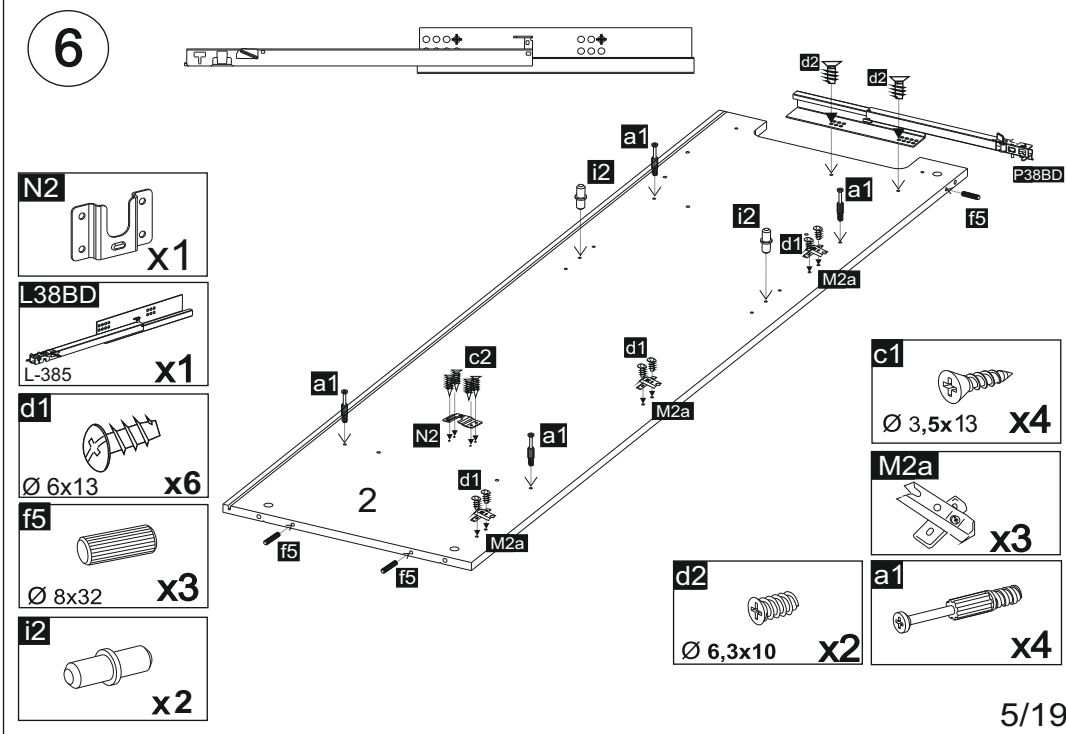 6
d2
d2
P38BD
a1
i2
a1
f5
i2
d1
M2a
N2
x1
L38BD
L-385
x1
d1
Ø 6x13
x6
f5
Ø 8x32
x3
i2
x2
c2
a1
N2
d1
M2a
a1
d1
M2a
2
f5
f5
c1
Ø 3,5x13
x4
M2a
x3
d2
Ø 6,3x10
x2
a1
x4
5/19